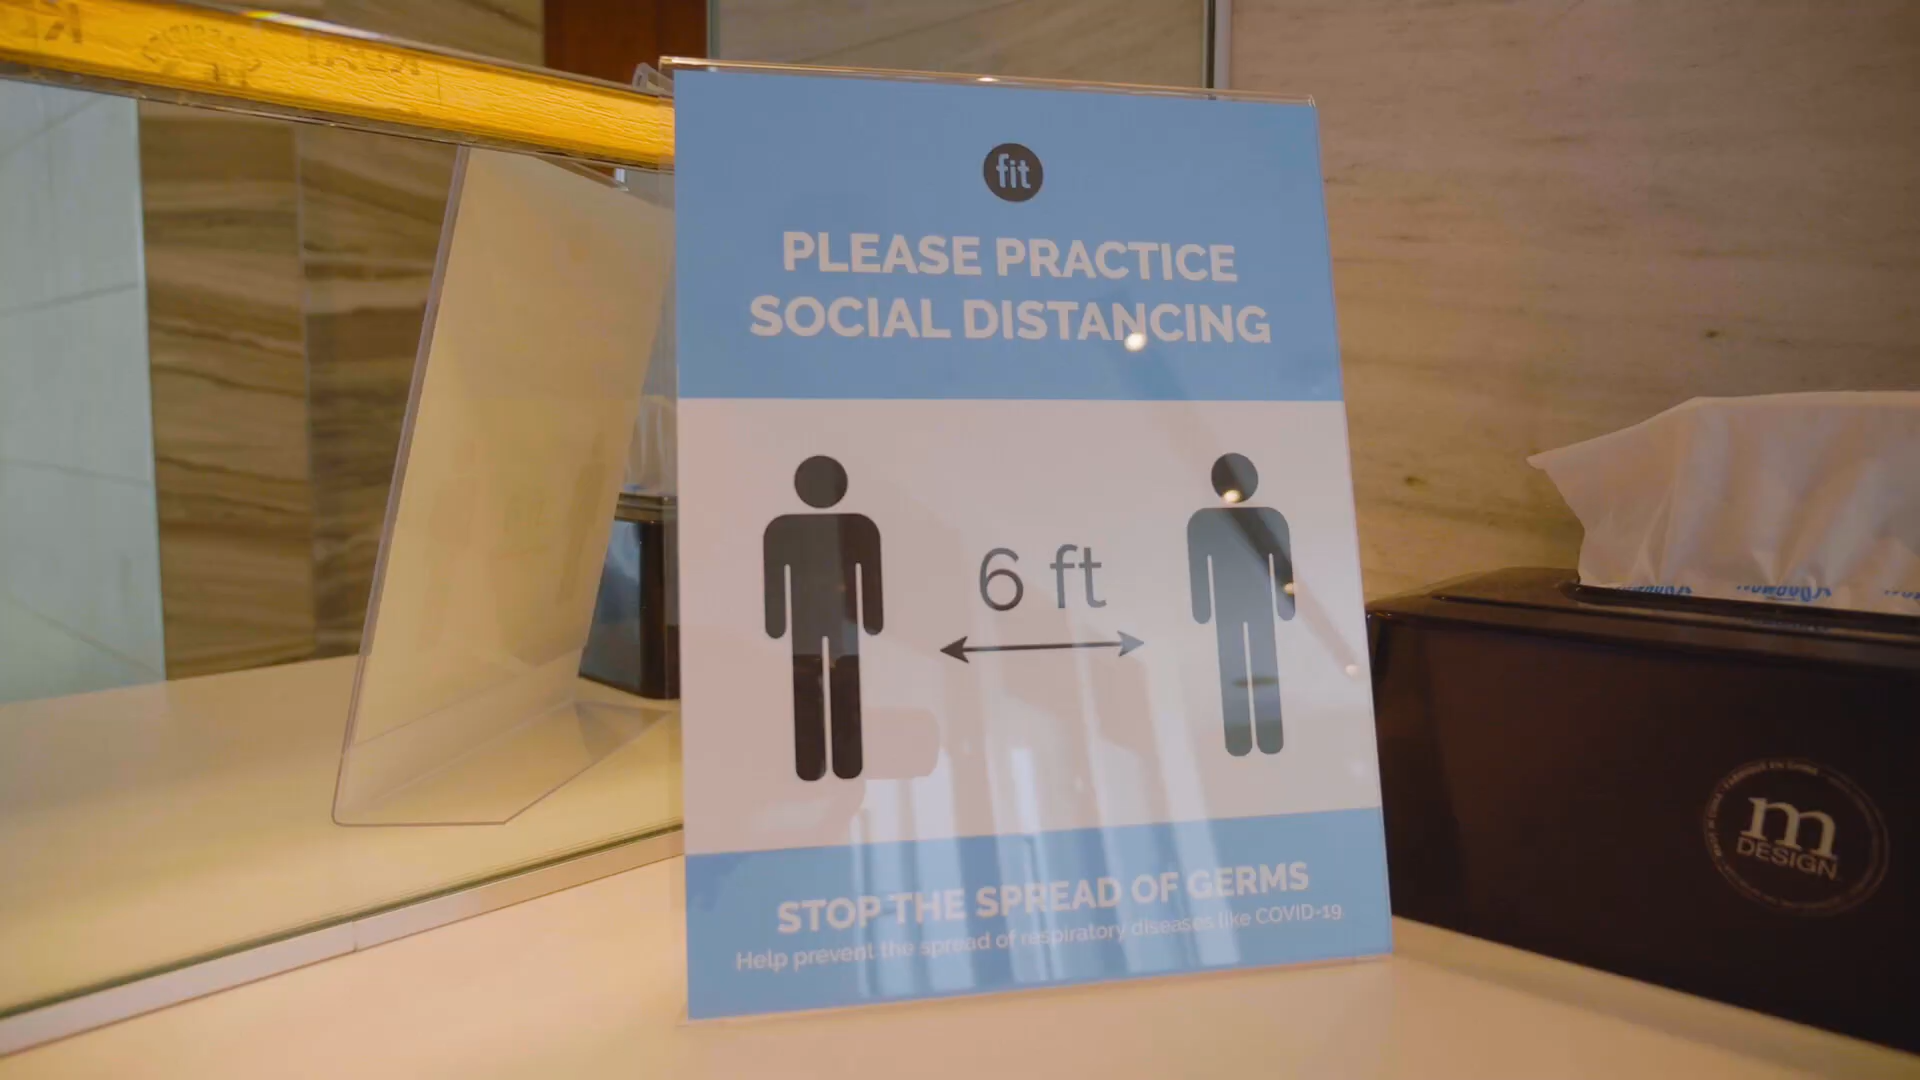 fit
PLEASE PRACTICE
SOCIAL DISTANCING
6 ft
STOP THE SPREAD OF GERMS
Help prevent the spread of respiratory diseases like COVID-19
m
DESIGN